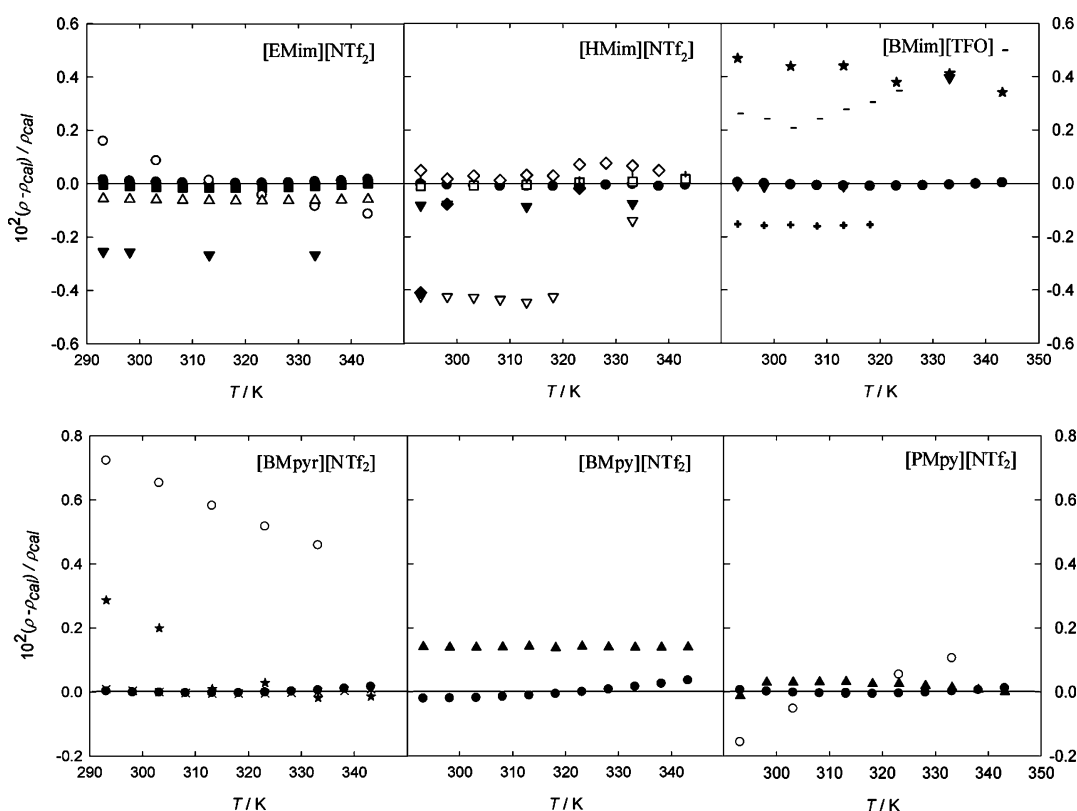 0.6 0.4 0.2 0.0 -0.2 -0.4 -0.6
10²(ρ-ρcal) / ρcal
[EMim][NTf₂] [HMim][NTf₂] [BMim][TFO]
0.6 0.4 0.2 0.0 -0.2 -0.4 -0.6
290 300 310 320 330 340 300 310 320 330 340 300 310 320 330 340 350
T / K T / K T / K
0.8 0.6 0.4 0.2 0.0 -0.2
10²(ρ-ρcal) / ρcal
[BMpyr][NTf₂] [BMpy][NTf₂] [PMpy][NTf₂]
0.8 0.6 0.4 0.2 0.0 -0.2
290 300 310 320 330 340 300 310 320 330 340 300 310 320 330 340 350
T / K T / K T / K